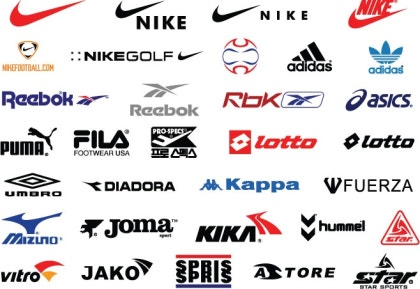 NIKE
NIKE
NIKE
NIKEFOOTBALL.COM
NIKEGOLF
adidas
adidas
Reebok
Reebok
Rbk
asics.
PUMA
FILA
FOOTWEAR USA
PRO-SPECS
프로스펙스
lotto
lotto
UMBRO
DIADORA
Kappa
FUERZA
MIZUNO
Joma
sport
KIKA
hummel
STAR
vitro
JAKO
SPRIS
ASTORE
STAR
STAR SPORTS